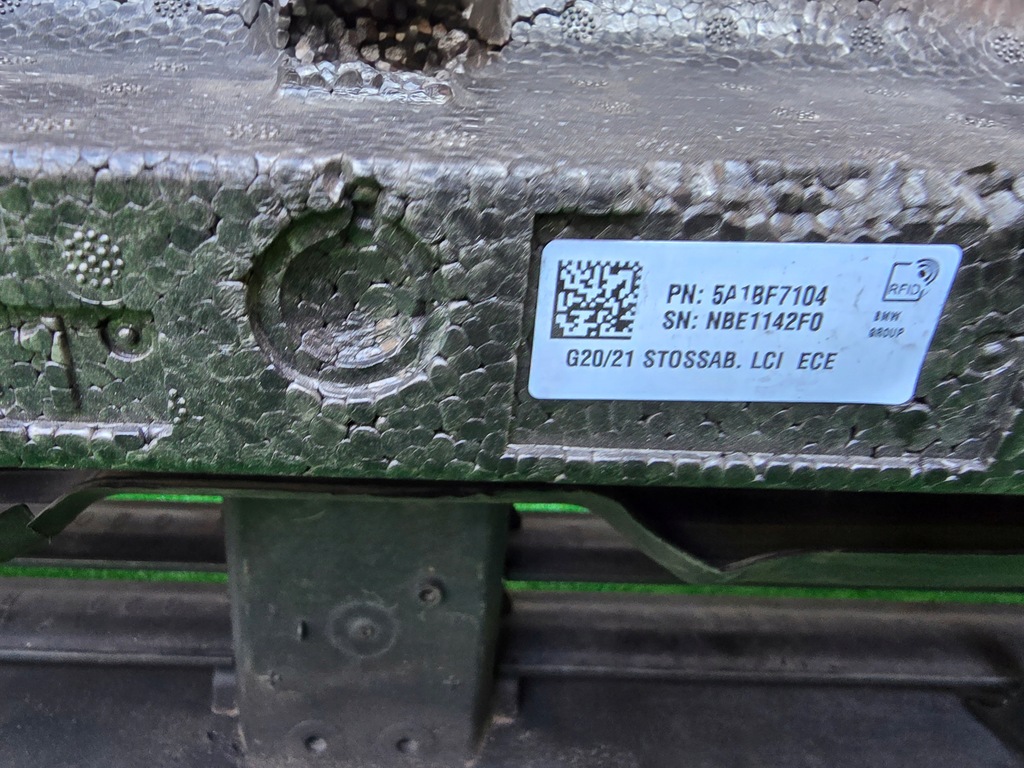 PN: 5A1BF7104
SN: NBE1142F0
G20/21 STOSSAB. LCI ECE
RFID
BMW
GROUP